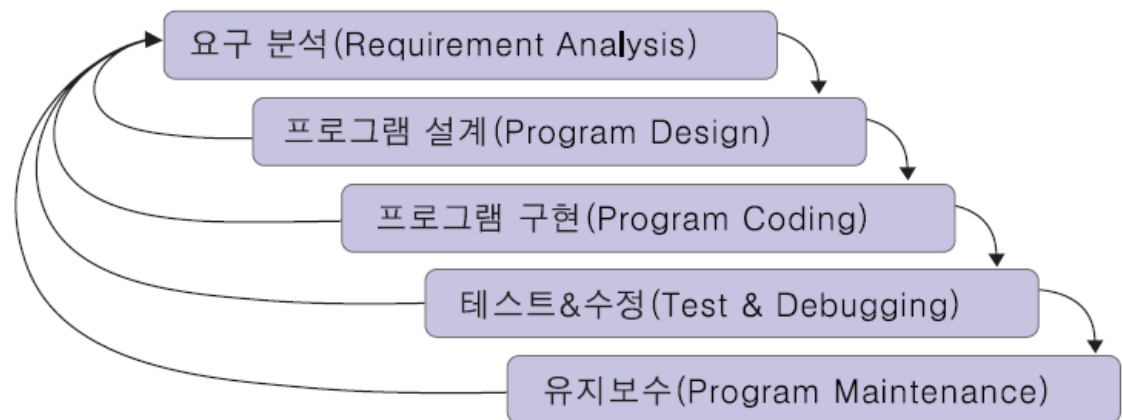 요구 분석(Requirement Analysis)
프로그램 설계(Program Design)
프로그램 구현(Program Coding)
테스트&수정(Test & Debugging)
유지보수(Program Maintenance)